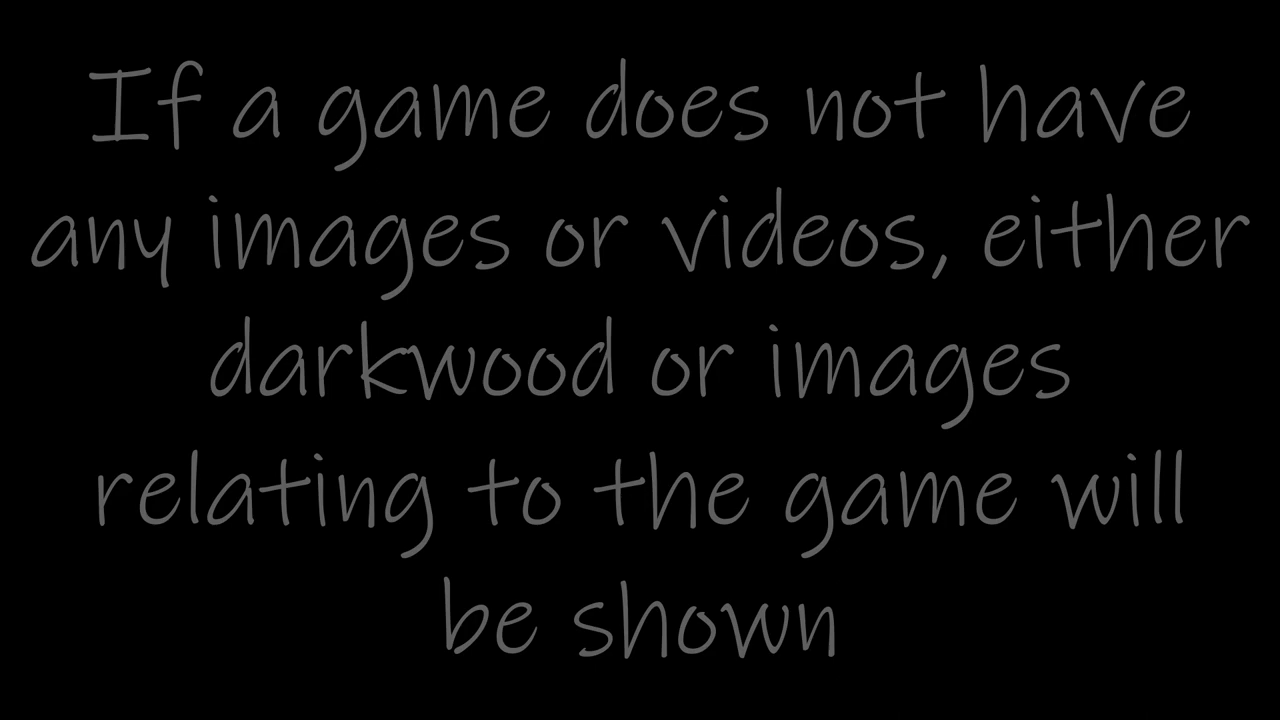 If a game does not have
any images or videos, either
darkwood or images
relating to the game will
be shown